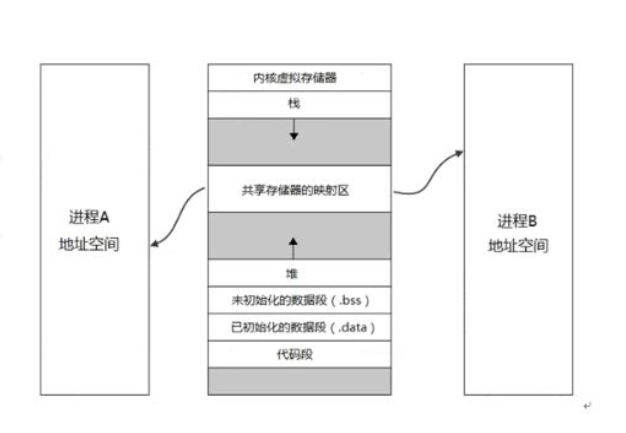 内核虚拟存储器
栈
共享存储器的映射区
进程A
地址空间
进程B
地址空间
堆
未初始化的数据段（.bss）
已初始化的数据段（.data）
代码段